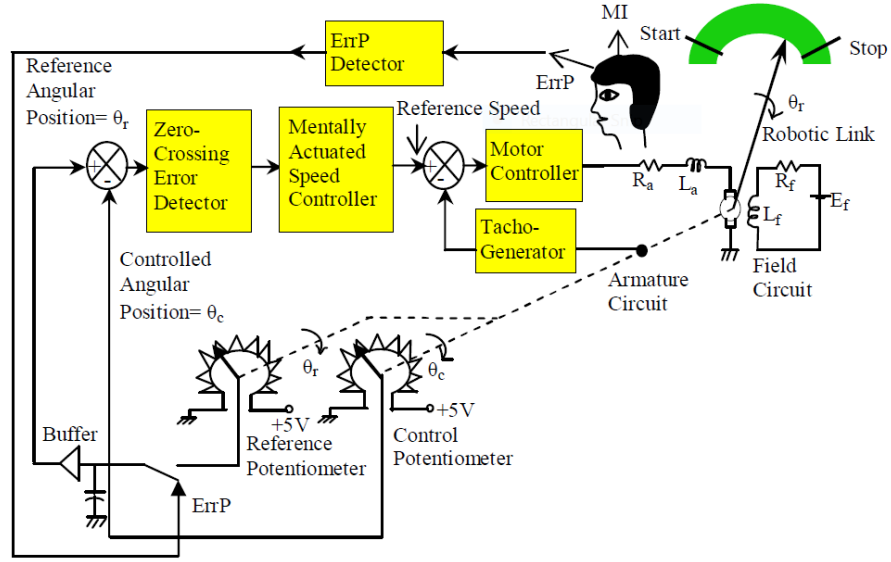 MI
Start
Stop
ErrP
Detector
ErrP
Reference
Angular
Position= θr
Reference Speed
θr
Robotic Link
Zero-
Crossing
Error
Detector
Mentally
Actuated
Speed
Controller
Motor
Controller
+
-
+
-
Ra
La
Rf
Lf
Ef
Tacho-
Generator
Armature
Circuit
Field
Circuit
Controlled
Angular
Position= θc
θr
θc
+5V
+5V
Buffer
Reference
Potentiometer
Control
Potentiometer
ErrP